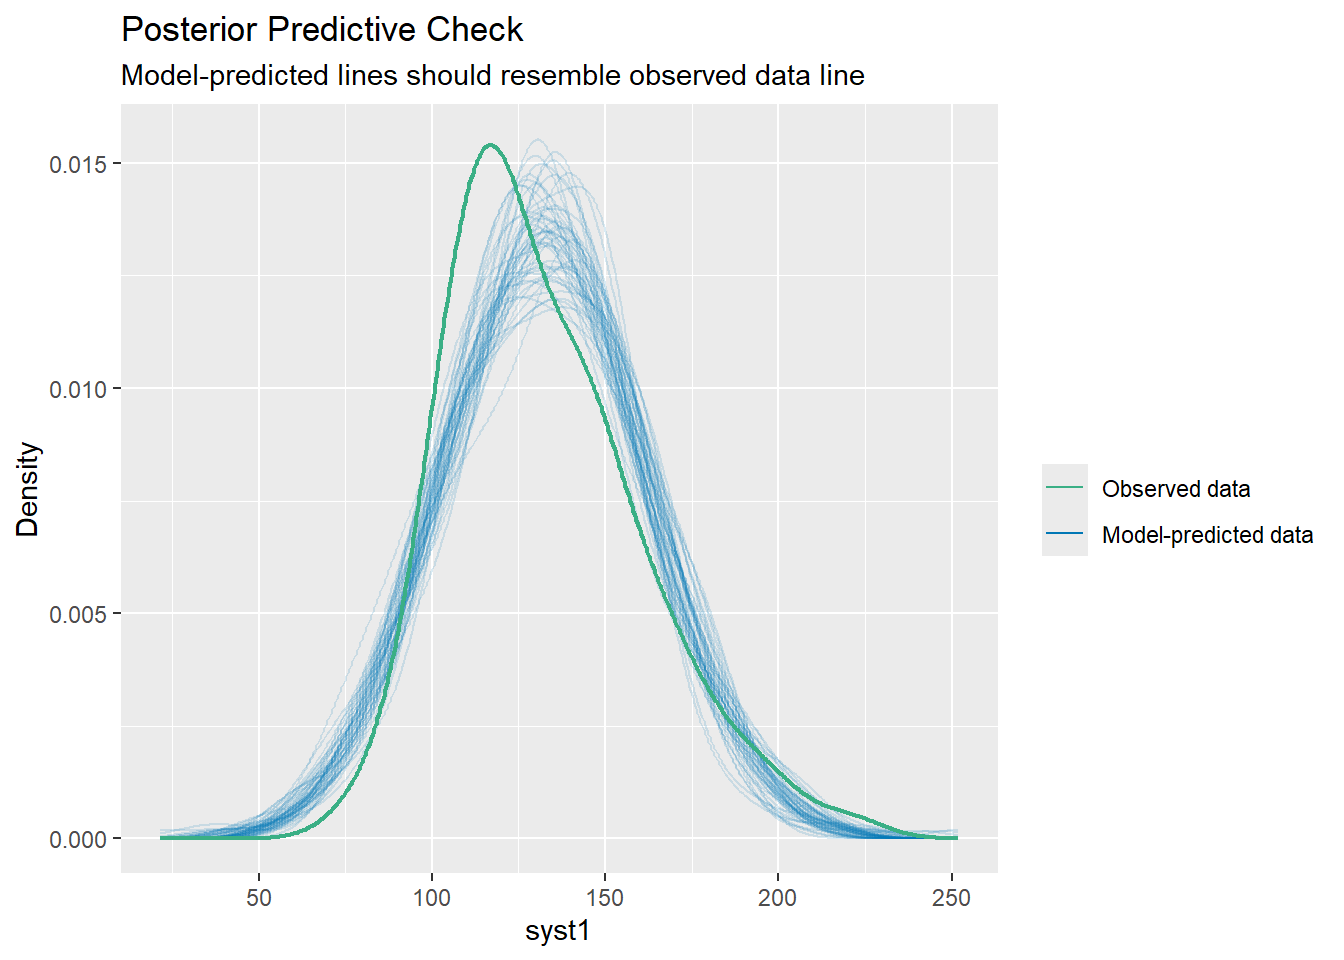 Posterior Predictive Check
Model-predicted lines should resemble observed data line
0.015
0.010
0.005
0.000
Density
50 100 150 200 250
syst1
Observed data
Model-predicted data